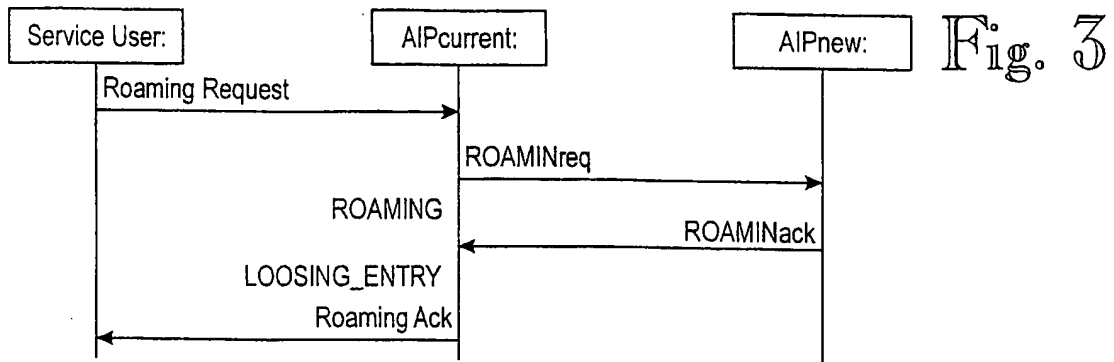 Service User:
AIPcurrent:
AIPnew:
Fig. 3
Roaming Request
ROAMINreq
ROAMING
ROAMINack
LOOSING_ENTRY
Roaming Ack